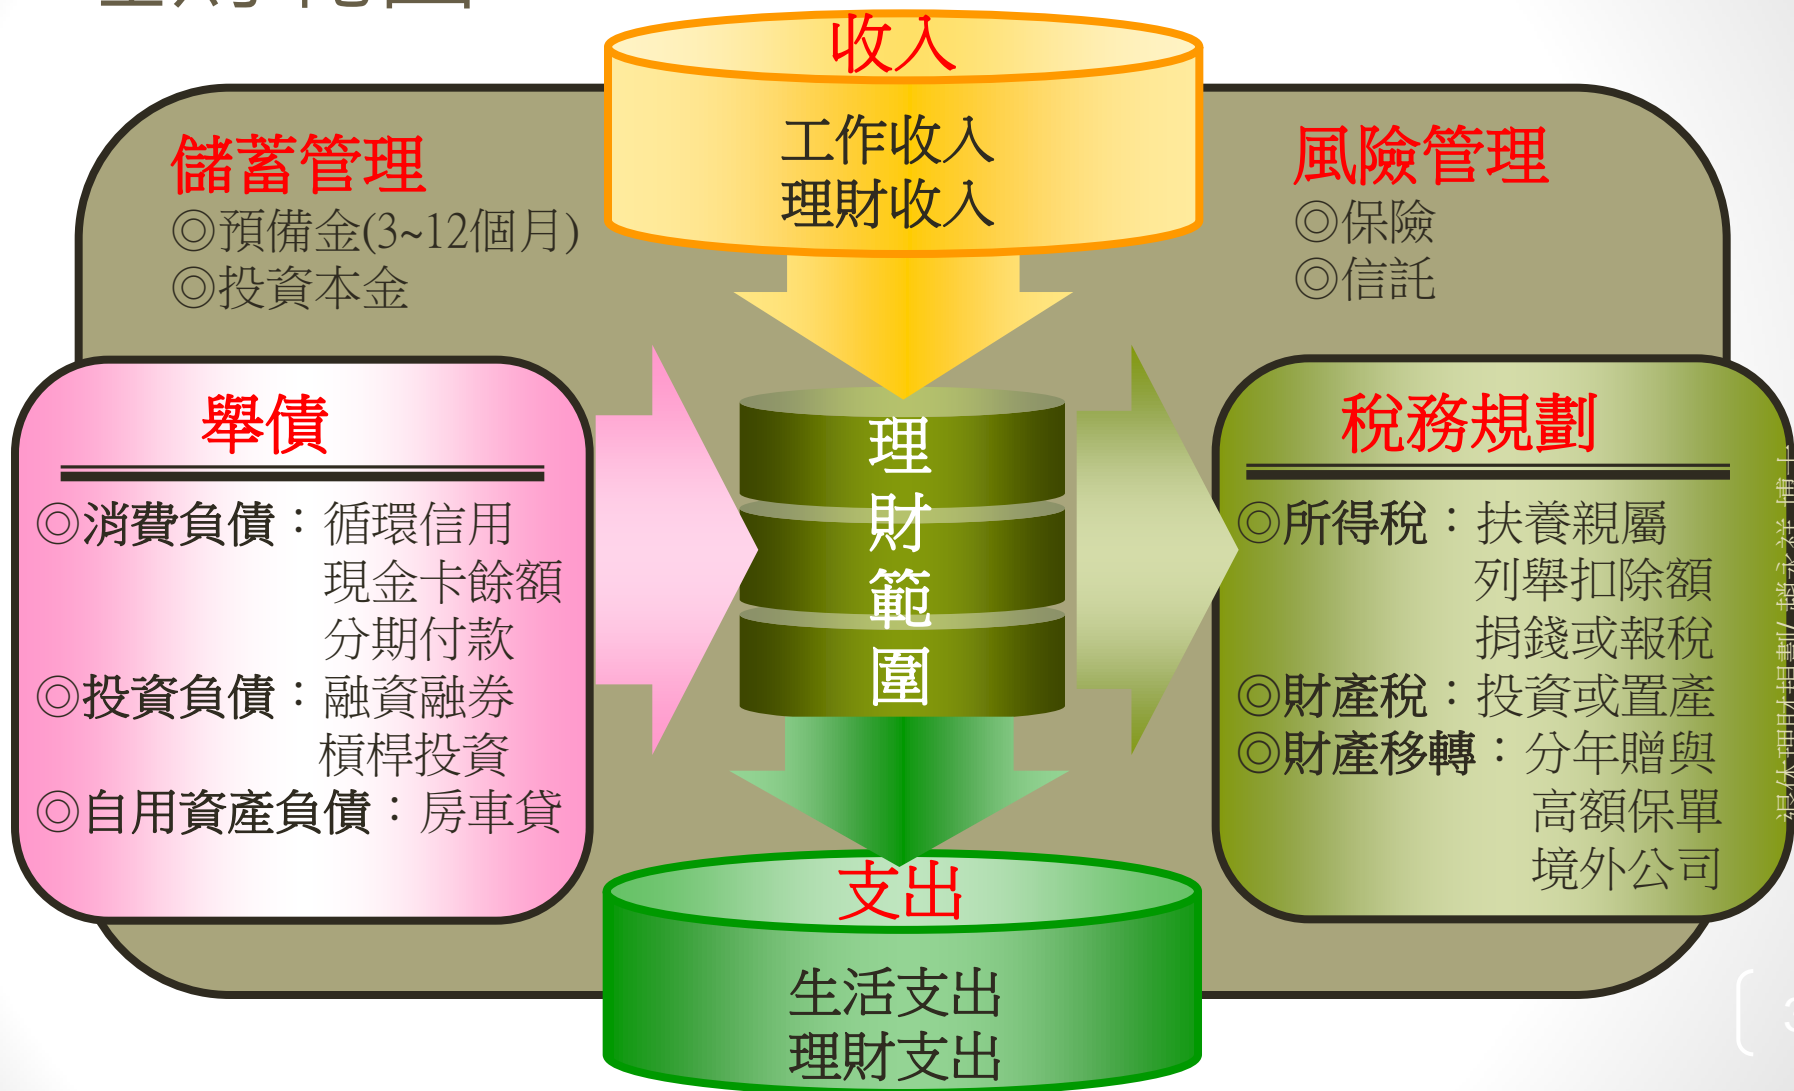 理財範圍
收入
工作收入
理財收入
儲蓄管理
◎預備金(3~12個月)
◎投資本金
風險管理
◎保險
◎信託
舉債
◎消費負債：循環信用
現金卡餘額
分期付款
◎投資負債：融資融券
槓桿投資
◎自用資產負債：房車貸
理
財
範
圍
稅務規劃
◎所得稅：扶養親屬
列舉扣除額
捐錢或報稅
◎財產稅：投資或置產
◎財產移轉：分年贈與
高額保單
境外公司
支出
生活支出
理財支出
3